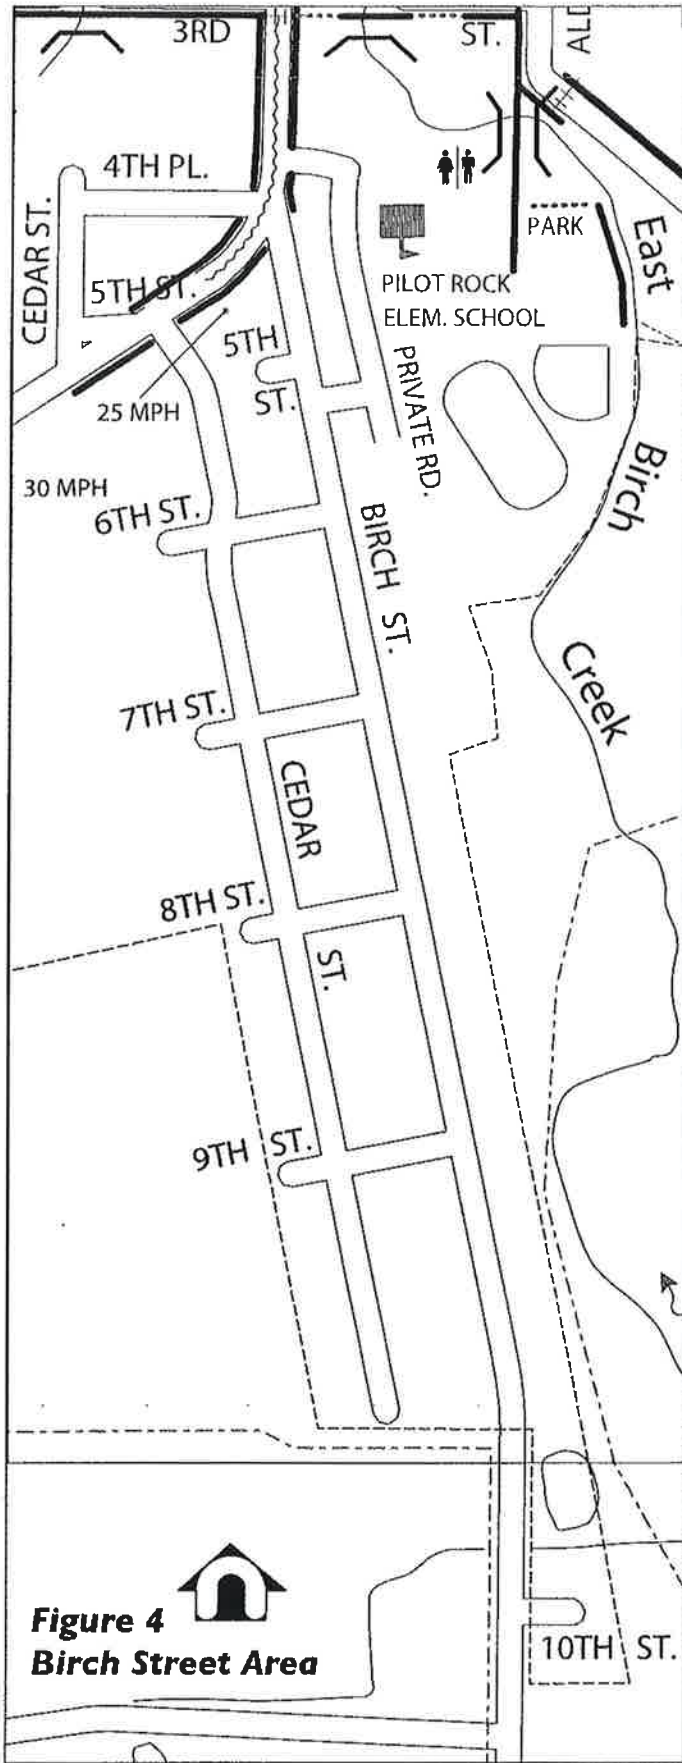 3RD ST.
ALD
4TH PL.
CEDAR ST.
PARK
East
5TH ST.
PILOT ROCK
ELEM. SCHOOL
5TH
ST.
PRIVATE RD.
25 MPH
30 MPH
Birch
6TH ST.
BIRCH ST.
Creek
7TH ST.
CEDAR
ST.
8TH ST.
9TH ST.
Figure 4
Birch Street Area
10TH ST.